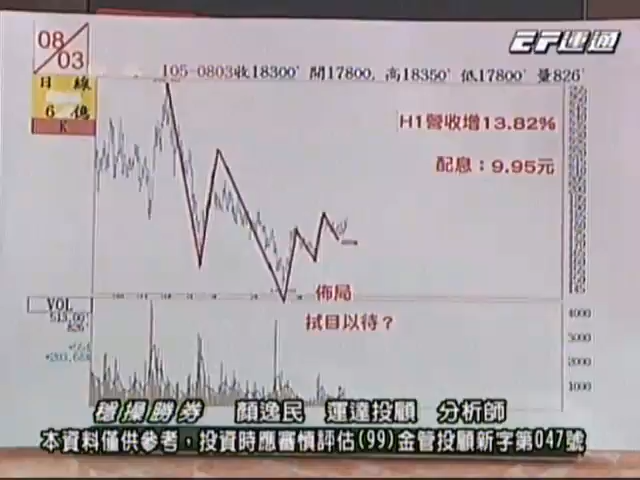 08/03
EF運通
105-0803收18300' 開17800, 高18350' 低17800' 量826'
日 線
6
K
H1營收增13.82%
配息：9.95元
佈局
VOL
拭目以待？
4000
3000
2000
1000
穩操勝券 顏逸民 運達投顧 分析師
本資料僅供參考，投資時應審慎評估(99)金管投顧新字第047號